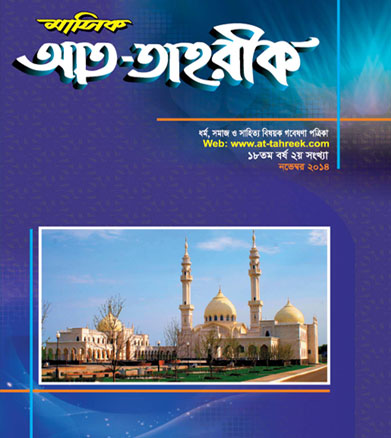 মাসিক
আত-তাহরীক
ধর্ম, সমাজ ও সাহিত্য বিষয়ক গবেষণা পত্রিকা
Web: www.at-tahreek.com
১৮তম বর্ষ ২য় সংখ্যা
নভেম্বর ২০১৪